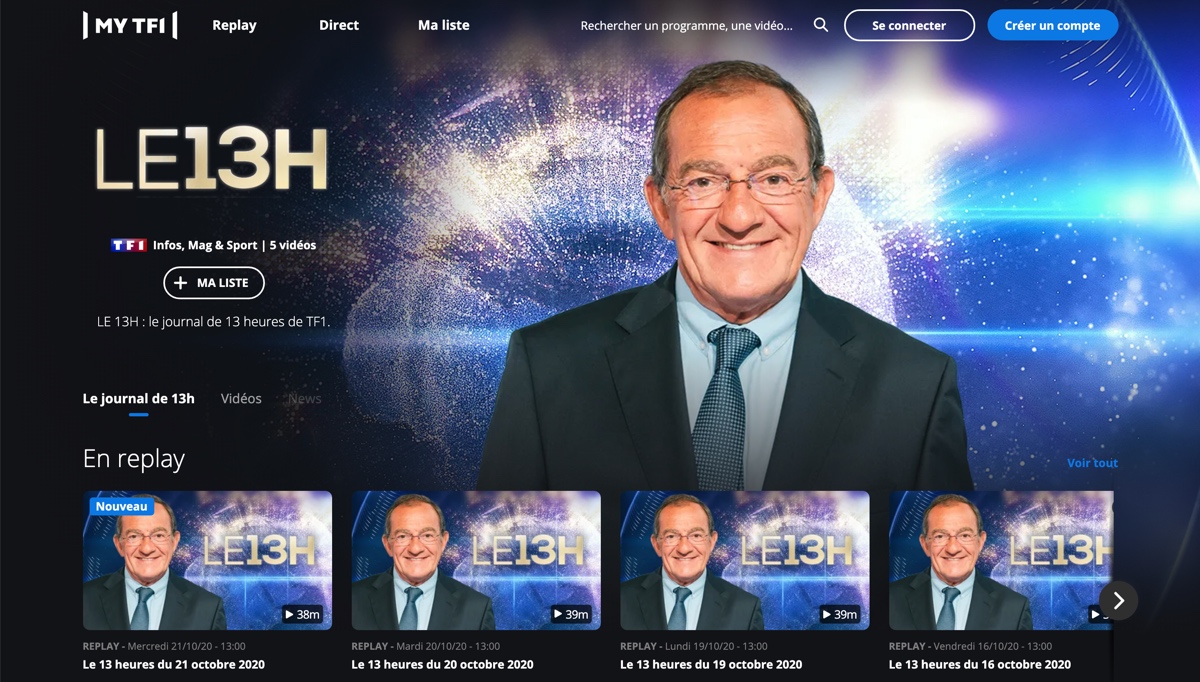 MY TF1
Replay
Direct
Ma liste
Rechercher un programme, une vidéo...
Se connecter
Créer un compte
LE13H
TF1 Infos, Mag & Sport | 5 vidéos
+ MA LISTE
LE 13H : le journal de 13 heures de TF1.
Le journal de 13h
Vidéos
News
En replay
Voir tout
Nouveau
LE13H
38m
REPLAY - Mercredi 21/10/20 - 13:00
Le 13 heures du 21 octobre 2020
LE13H
39m
REPLAY - Mardi 20/10/20 - 13:00
Le 13 heures du 20 octobre 2020
LE13H
39m
REPLAY - Lundi 19/10/20 - 13:00
Le 13 heures du 19 octobre 2020
LE13H
REPLAY - Vendredi 16/10/20 - 13:00
Le 13 heures du 16 octobre 2020